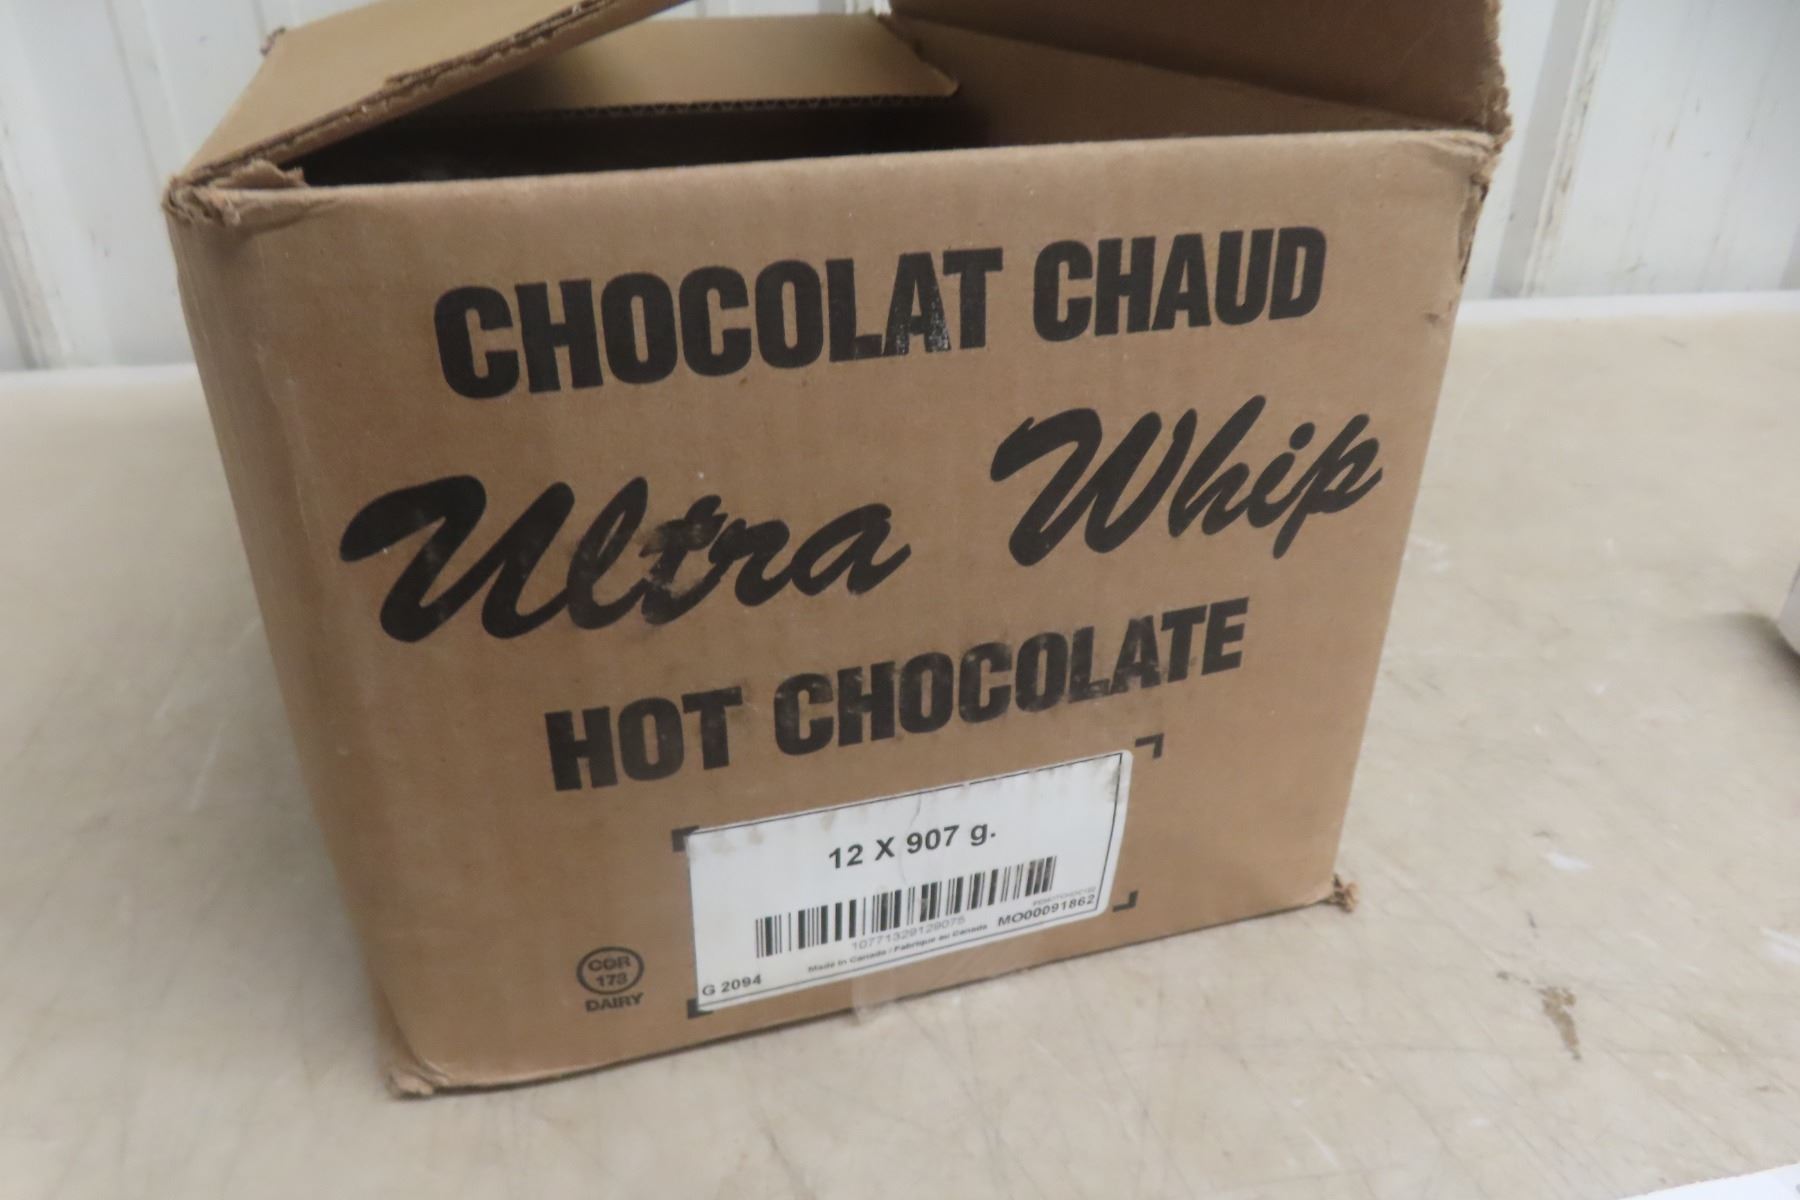 CHOCOLAT CHAUD
Ultra Whip
HOT CHOCOLATE
12 X 907 g.
10771329129075
MO00091862
Made in Canada / Fabrique au Canada
G 2094
COR
173
DAIRY